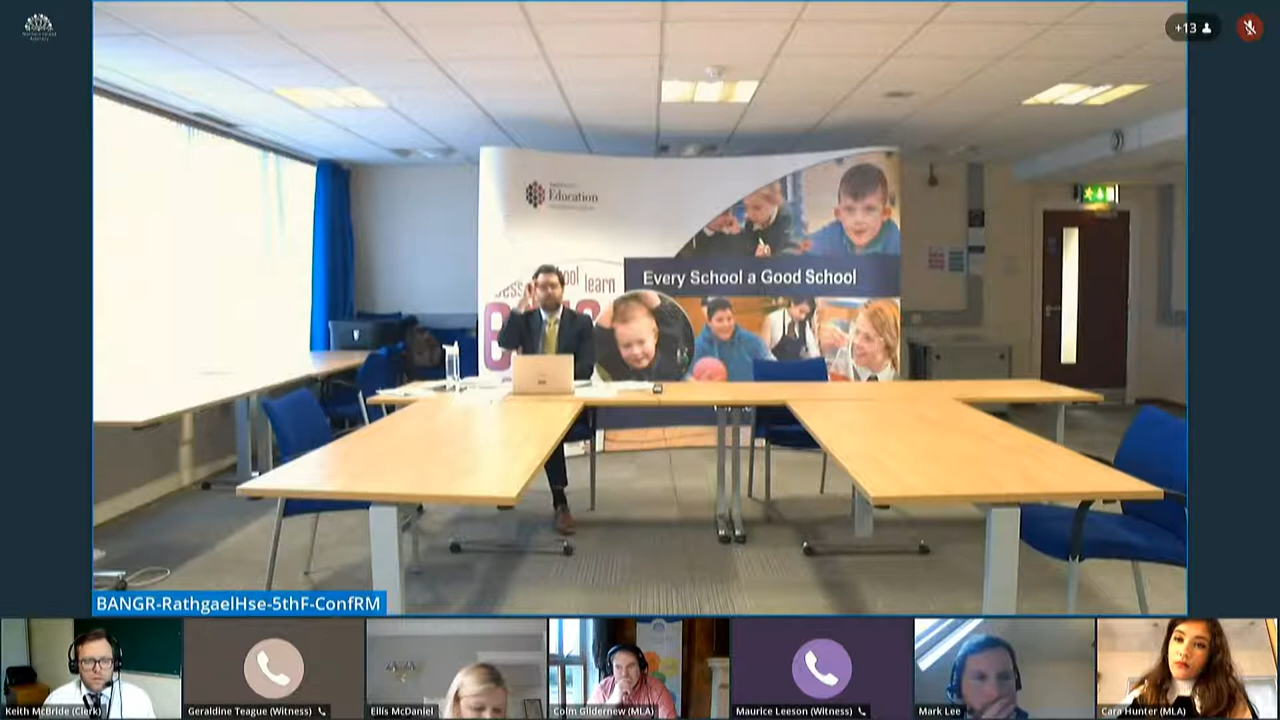 +13
Education
ool learn
Every School a Good School
BANGR-RathgaelHse-5thF-ConfRM
Keith McBride (Clerk)
Geraldine Teague (Witness)
Ellis McDaniel
Colm Gildernew (MLA)
Maurice Leeson (Witness)
Mark Lee
Cara Hunter (MLA)